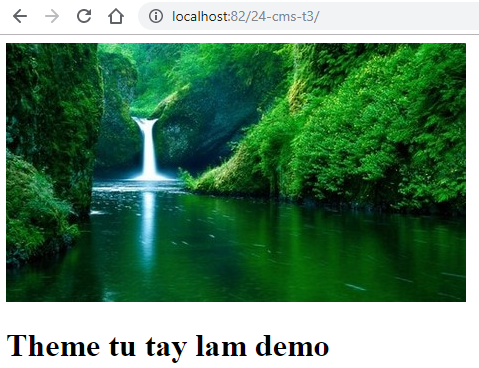 localhost:82/24-cms-t3/
Theme tu tay lam demo